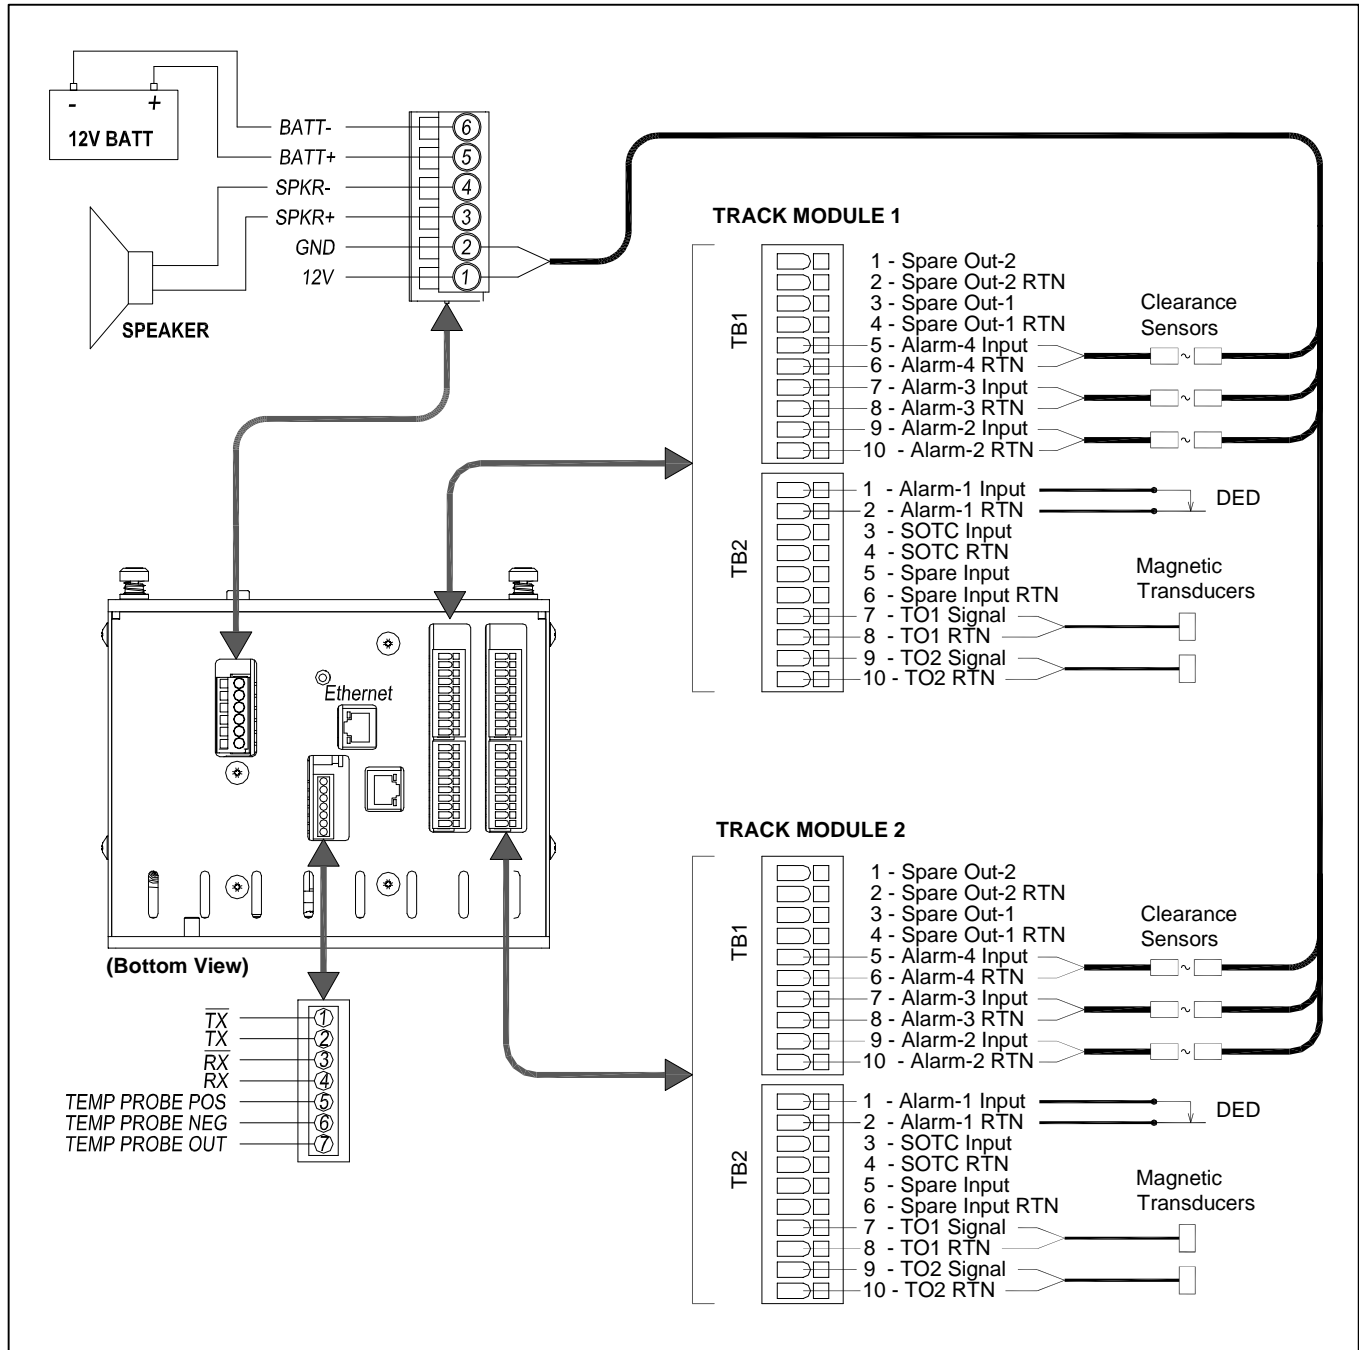 -
+
12V BATT
BATT-
6
BATT+
5
SPKR-
4
SPKR+
3
GND
2
12V
1
SPEAKER
TRACK MODULE 1
TB1
1 - Spare Out-2
2 - Spare Out-2 RTN
3 - Spare Out-1
4 - Spare Out-1 RTN
5 - Alarm-4 Input
6 - Alarm-4 RTN
7 - Alarm-3 Input
8 - Alarm-3 RTN
9 - Alarm-2 Input
10 - Alarm-2 RTN
Clearance
Sensors
~
~
~
TB2
1 - Alarm-1 Input
2 - Alarm-1 RTN
3 - SOTC Input
4 - SOTC RTN
5 - Spare Input
6 - Spare Input RTN
7 - TO1 Signal
8 - TO1 RTN
9 - TO2 Signal
10 - TO2 RTN
DED
Magnetic
Transducers
Ethernet
(Bottom View)
TX
1
TX
2
RX
3
RX
4
TEMP PROBE POS
5
TEMP PROBE NEG
6
TEMP PROBE OUT
7
TRACK MODULE 2
TB1
1 - Spare Out-2
2 - Spare Out-2 RTN
3 - Spare Out-1
4 - Spare Out-1 RTN
5 - Alarm-4 Input
6 - Alarm-4 RTN
7 - Alarm-3 Input
8 - Alarm-3 RTN
9 - Alarm-2 Input
10 - Alarm-2 RTN
Clearance
Sensors
~
~
~
TB2
1 - Alarm-1 Input
2 - Alarm-1 RTN
3 - SOTC Input
4 - SOTC RTN
5 - Spare Input
6 - Spare Input RTN
7 - TO1 Signal
8 - TO1 RTN
9 - TO2 Signal
10 - TO2 RTN
DED
Magnetic
Transducers